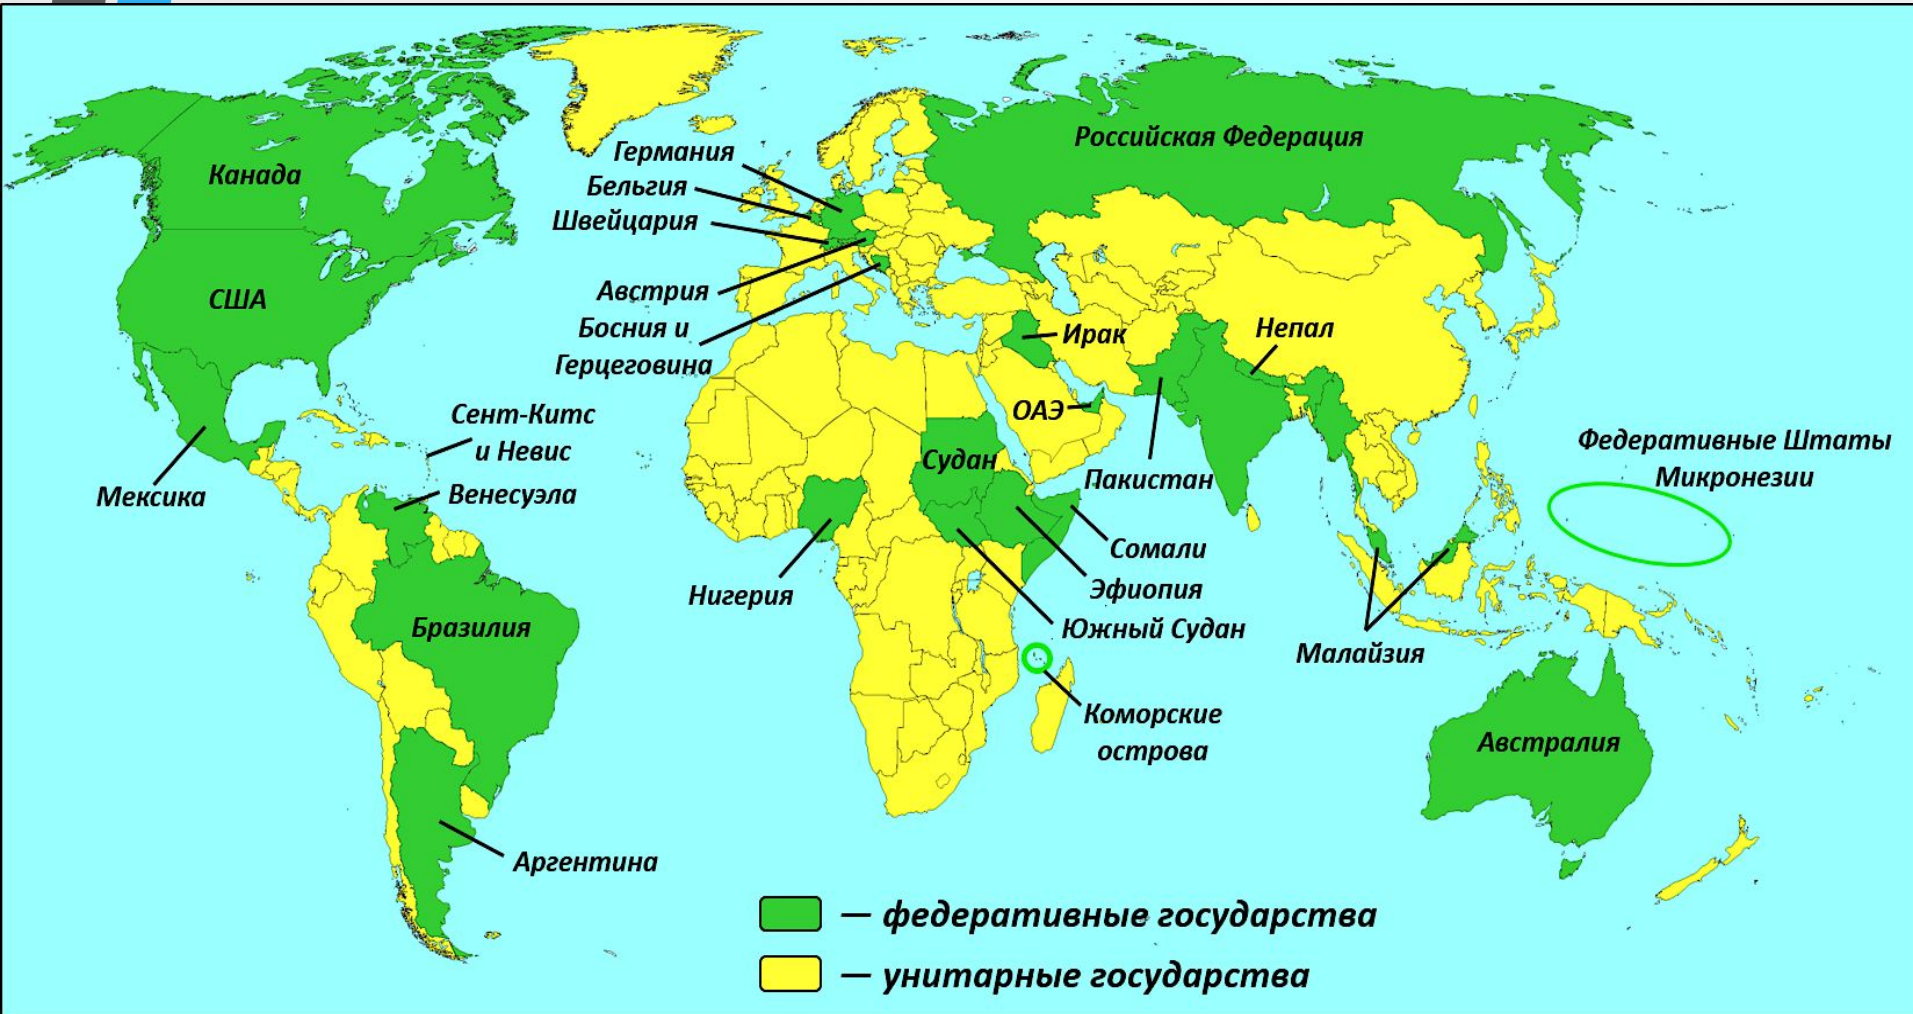 Российская Федерация
Германия
Канада
Бельгия
Швейцария
Австрия
США
Босния и
Герцеговина
Ирак
Непал
Сент-Китс
и Невис
ОАЭ
Федеративные Штаты
Микронезии
Судан
Пакистан
Мексика
Венесуэла
Сомали
Нигерия
Эфиопия
Бразилия
Южный Судан
Малайзия
Коморские
острова
Австралия
Аргентина
— федеративные государства
— унитарные государства